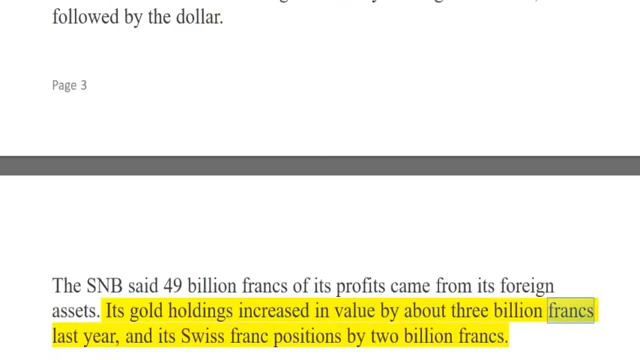 followed by the dollar.
Page 3
The SNB said 49 billion francs of its profits came from its foreign
assets. Its gold holdings increased in value by about three billion francs
last year, and its Swiss franc positions by two billion francs.